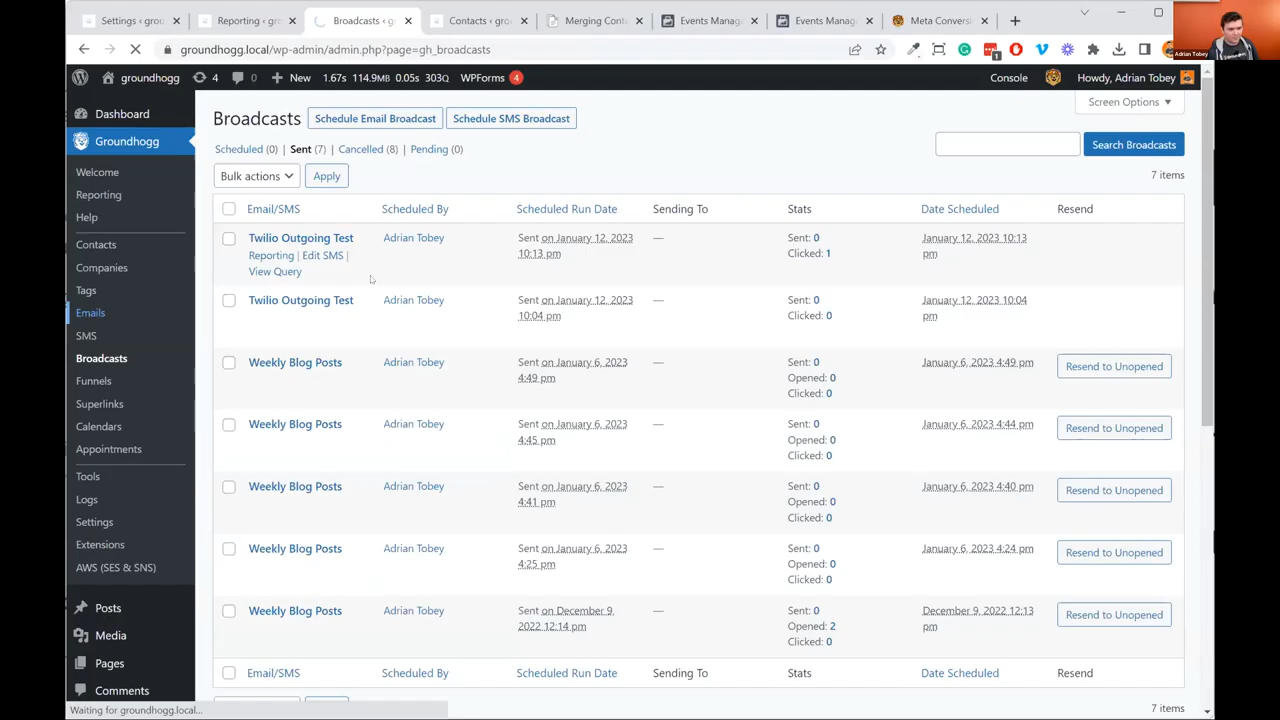 Settings ‹ grou
Reporting ‹ gro
Broadcasts ‹ g
Contacts ‹ grou
Merging Cont
Events Manag
Events Manag
Meta Convers
groundhogg.local/wp-admin/admin.php?page=gh_broadcasts
1
Adrian Tobey
groundhogg
4
0
New
1.67s 114.9MB 0.05s 303Q
WPForms 4
Console
Howdy, Adrian Tobey
Dashboard
Groundhogg
Welcome
Reporting
Help
Contacts
Companies
Tags
Emails
SMS
Broadcasts
Funnels
Superlinks
Calendars
Appointments
Tools
Logs
Settings
Extensions
AWS (SES & SNS)
Posts
Media
Pages
Comments
Screen Options
Broadcasts
Schedule Email Broadcast
Schedule SMS Broadcast
Scheduled (0) | Sent (7) | Cancelled (8) | Pending (0)
Search Broadcasts
Bulk actions
Apply
7 items
Email/SMS
Scheduled By
Scheduled Run Date
Sending To
Stats
Date Scheduled
Resend
Twilio Outgoing Test
Reporting | Edit SMS |
View Query
Adrian Tobey
Sent on January 12, 2023
10:13 pm
—
Sent: 0
Clicked: 1
January 12, 2023 10:13
pm
Twilio Outgoing Test
Adrian Tobey
Sent on January 12, 2023
10:04 pm
—
Sent: 0
Clicked: 0
January 12, 2023 10:04
pm
Weekly Blog Posts
Adrian Tobey
Sent on January 6, 2023
4:49 pm
—
Sent: 0
Opened: 0
Clicked: 0
January 6, 2023 4:49 pm
Resend to Unopened
Weekly Blog Posts
Adrian Tobey
Sent on January 6, 2023
4:45 pm
—
Sent: 0
Opened: 0
Clicked: 0
January 6, 2023 4:44 pm
Resend to Unopened
Weekly Blog Posts
Adrian Tobey
Sent on January 6, 2023
4:41 pm
—
Sent: 0
Opened: 0
Clicked: 0
January 6, 2023 4:40 pm
Resend to Unopened
Weekly Blog Posts
Adrian Tobey
Sent on January 6, 2023
4:25 pm
—
Sent: 0
Opened: 0
Clicked: 0
January 6, 2023 4:24 pm
Resend to Unopened
Weekly Blog Posts
Adrian Tobey
Sent on December 9,
2022 12:14 pm
—
Sent: 0
Opened: 2
Clicked: 0
December 9, 2022 12:13
pm
Resend to Unopened
Email/SMS
Scheduled By
Scheduled Run Date
Sending To
Stats
Date Scheduled
Resend
7 items
Waiting for groundhogg.local...